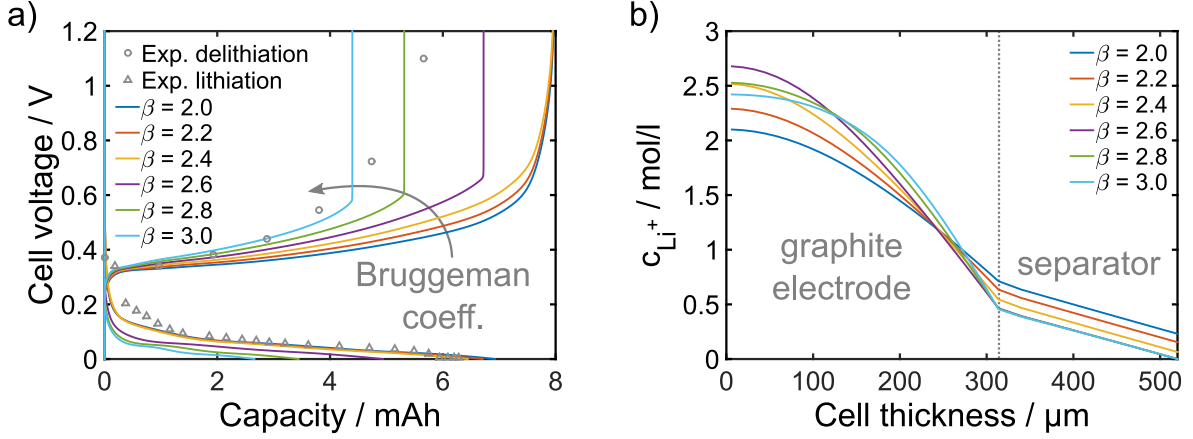 a)
Cell voltage / V
1.2
1
0.8
0.6
0.4
0.2
0
Exp. delithiation
Exp. lithiation
β = 2.0
β = 2.2
β = 2.4
β = 2.6
β = 2.8
β = 3.0
Bruggeman
coeff.
0 2 4 6 8
Capacity / mAh
b)
c_Li+ / mol/l
3
2.5
2
1.5
1
0.5
0
β = 2.0
β = 2.2
β = 2.4
β = 2.6
β = 2.8
β = 3.0
graphite
electrode
separator
0 100 200 300 400 500
Cell thickness / μm